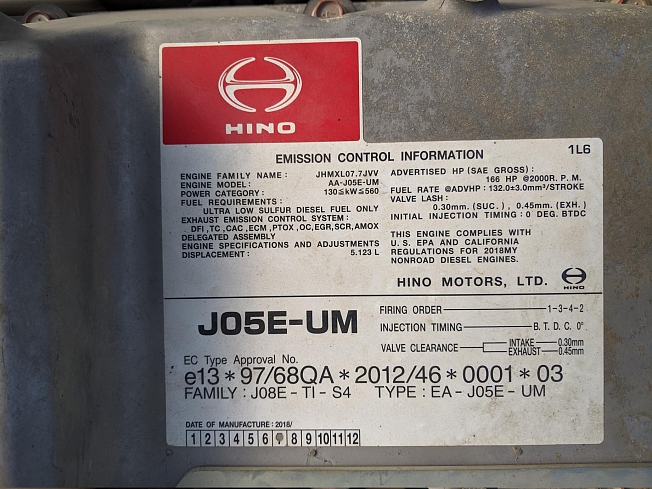 HINO
EMISSION CONTROL INFORMATION
1L6
ENGINE FAMILY NAME : JHMXL07.7JVV
ENGINE MODEL: AA-J05E-UM
POWER CATEGORY: 130≤kW≤560
FUEL REQUIREMENTS:
ULTRA LOW SULFUR DIESEL FUEL ONLY
EXHAUST EMISSION CONTROL SYSTEM :
DFI ,TC ,CAC ,ECM ,PTOX ,OC,EGR,SCR,AMOX
DELEGATED ASSEMBLY
ENGINE SPECIFICATIONS AND ADJUSTMENTS
DISPLACEMENT: 5.123 L
ADVERTISED HP (SAE GROSS):
166 HP @2000R. P. M.
FUEL RATE @ADVHP : 132.0±3.0mm³/STROKE
VALVE LASH :
0.30mm (SUC.) , 0.45mm (EXH.)
INITIAL INJECTION TIMING : 0 DEG. BTDC
THIS ENGINE COMPLIES WITH
U.S. EPA AND CALIFORNIA
REGULATIONS FOR 2018MY
NONROAD DIESEL ENGINES.
HINO MOTORS, LTD. HINO
J05E-UM
FIRING ORDER 1-3-4-2
INJECTION TIMING B. T. D. C. 0°
VALVE CLEARANCE INTAKE 0.30mm
EXHAUST 0.45mm
EC Type Approval No.
e13*97/68QA*2012/46*0001*03
FAMILY : J08E - TI - S4 TYPE : EA - J05E - UM
DATE OF MANUFACTURE : 2018/
1 2 3 4 5 6 8 9 10 11 12